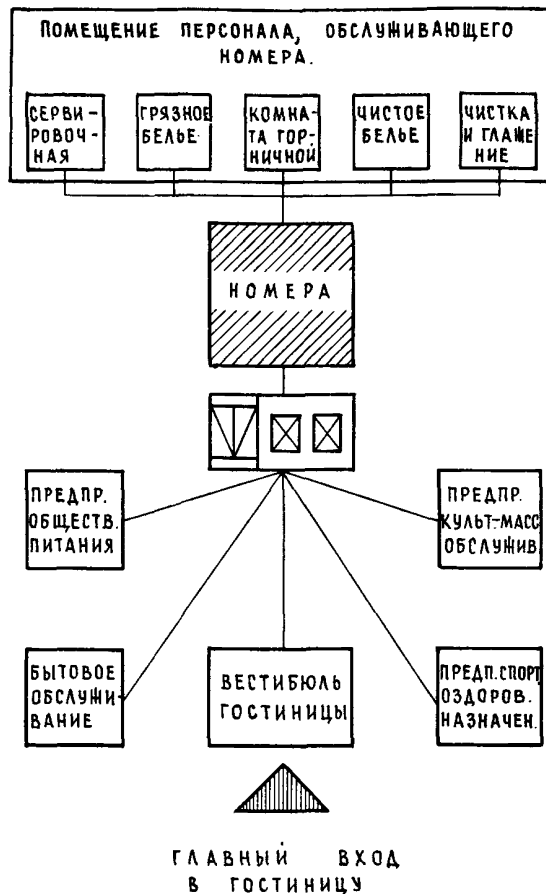 ПОМЕЩЕНИЕ ПЕРСОНАЛА, ОБСЛУЖИВАЮЩЕГО
НОМЕРА.
СЕРВИ-
РОВОЧ-
НАЯ
ГРЯЗНОЕ
БЕЛЬЕ
КОМНА-
ТА ГОР-
НИЧНОЙ
ЧИСТОЕ
БЕЛЬЕ
ЧИСТКА
И ГЛАЖЕ
НИЕ
НОМЕРА
ПРЕДПР.
ОБЩЕСТВ.
ПИТАНИЯ
ПРЕДПР.
КУЛЬТ-МАСС
ОБСЛУЖИВ.
БЫТОВОЕ
ОБСЛУЖИ-
ВАНИЕ
ВЕСТИБЮЛЬ
ГОСТИНИЦЫ
ПРЕДП.СПОРТ.
ОЗДОРОВ.
НАЗНАЧЕН.
ГЛАВНЫЙ ВХОД
В ГОСТИНИЦУ